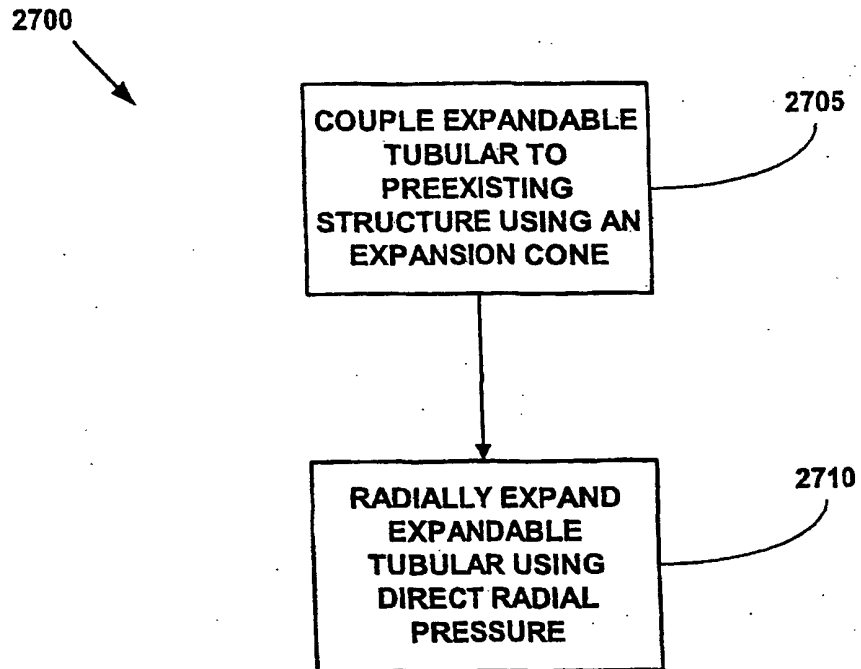 2700
COUPLE EXPANDABLE
TUBULAR TO
PREEXISTING
STRUCTURE USING AN
EXPANSION CONE
2705
RADIALLY EXPAND
EXPANDABLE
TUBULAR USING
DIRECT RADIAL
PRESSURE
2710